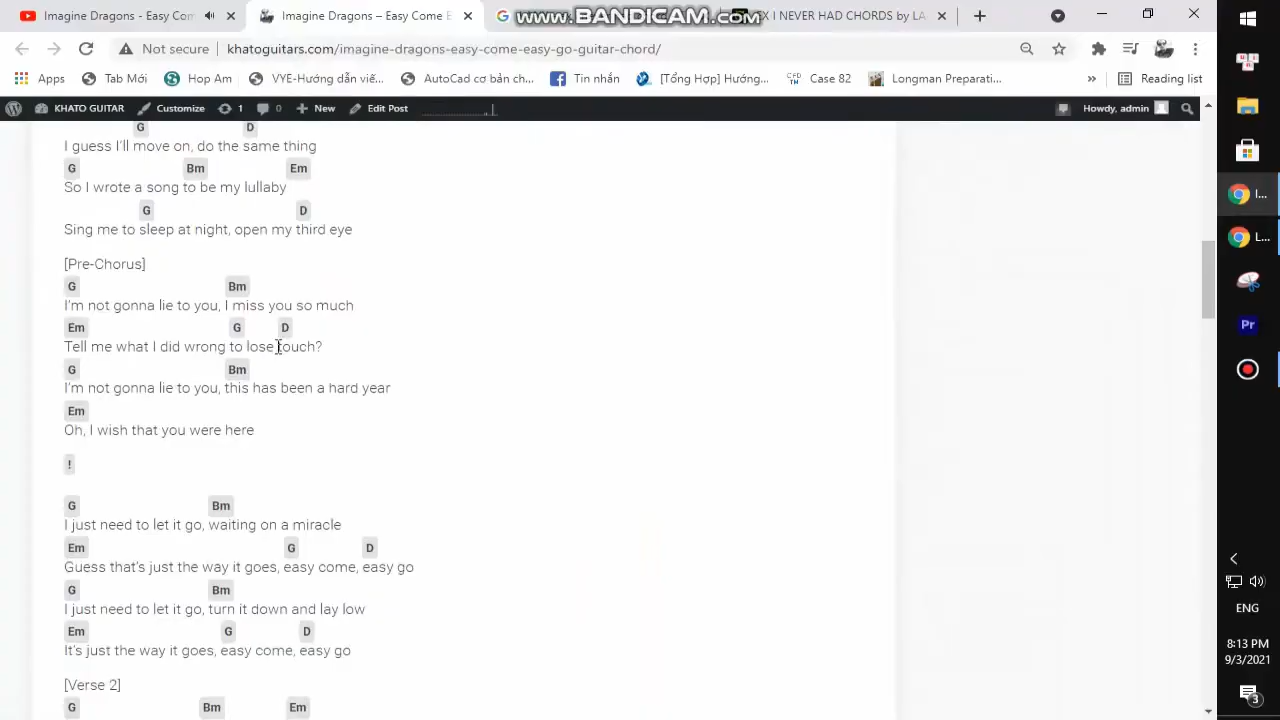 Imagine Dragons - Easy Com
Imagine Dragons – Easy Come E
www.BANDICAM.com
X I NEVER HAD CHORDS by LA
Not secure
khatoguitars.com/imagine-dragons-easy-come-easy-go-guitar-chord/
Apps
Tab Mới
Hop Am
VYE-Hướng dẫn viế...
AutoCad cơ bản ch...
Tin nhắn
[Tổng Hợp] Hướng...
Case 82
Longman Preparati...
»
Reading list
KHATO GUITAR
Customize
1
0
New
Edit Post
Howdy, admin
G D
I guess I'll move on, do the same thing
G Bm Em
So I wrote a song to be my lullaby
G D
Sing me to sleep at night, open my third eye
[Pre-Chorus]
G Bm
I'm not gonna lie to you, I miss you so much
Em G D
Tell me what I did wrong to lose touch?
G Bm
I'm not gonna lie to you, this has been a hard year
Em
Oh, I wish that you were here
!
G Bm
I just need to let it go, waiting on a miracle
Em G D
Guess that's just the way it goes, easy come, easy go
G Bm
I just need to let it go, turn it down and lay low
Em G D
It's just the way it goes, easy come, easy go
[Verse 2]
G Bm Em
I...
L...
Pr
ENG
8:13 PM
9/3/2021
3